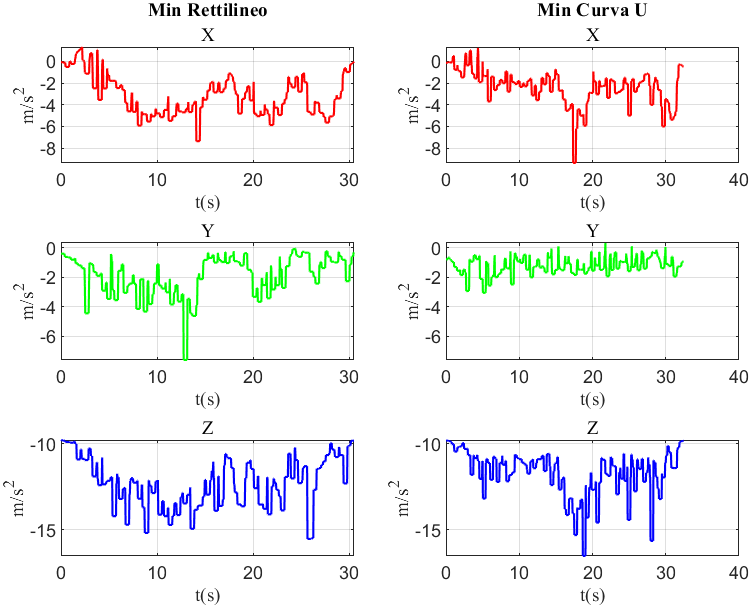 Min Rettilineo Min Curva U
X X
0 0
-2 -2
-4 -4
-6 -6
-8 -8
m/s² m/s²
0 10 20 30 0 10 20 30 40
t(s) t(s)
Y Y
0 0
-2 -2
-4 -4
-6 -6
m/s² m/s²
0 10 20 30 0 10 20 30 40
t(s) t(s)
Z Z
-10 -10
-15 -15
m/s² m/s²
0 10 20 30 0 10 20 30 40
t(s) t(s)